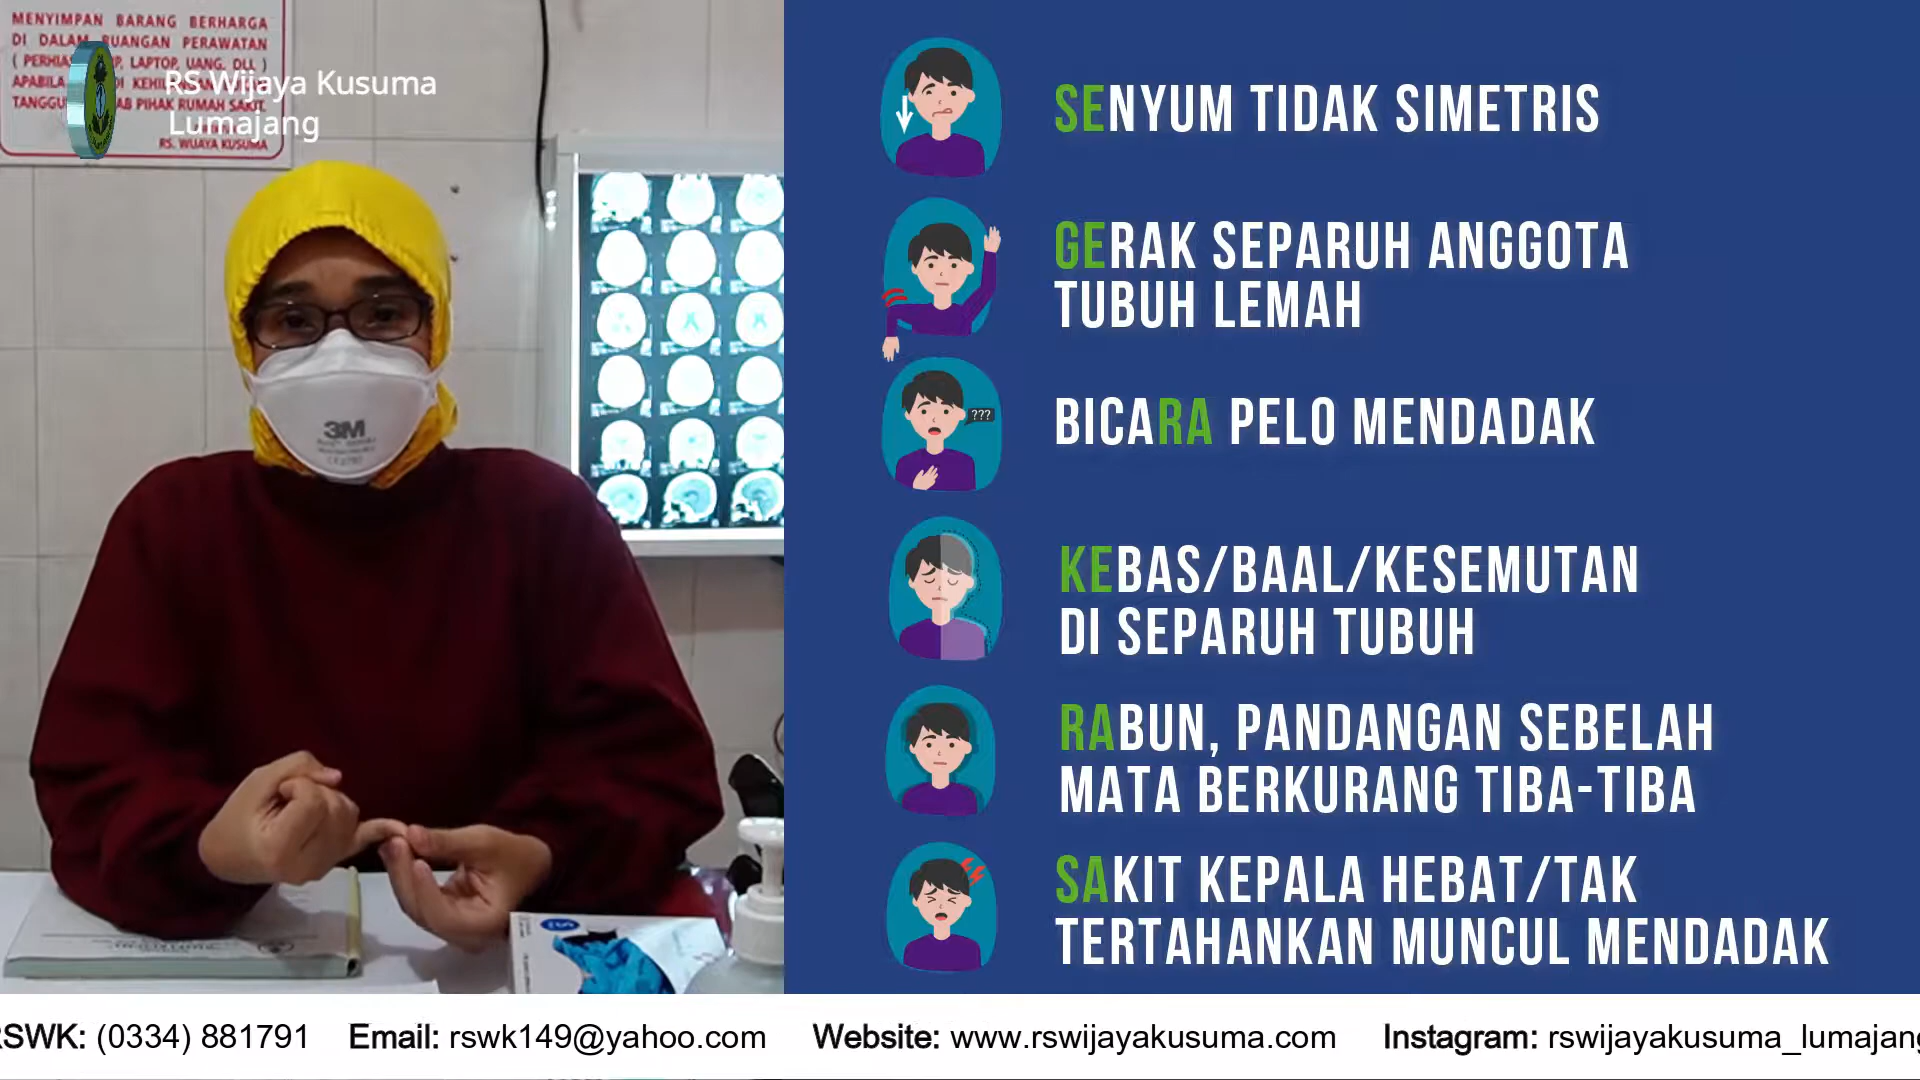 MENYIMPAN BARANG BERHARGA
DI DALAM RUANGAN PERAWATAN
LAPTOP, UANG, DLL )
APABILA
PIHAK RUMAH SAKIT.
RS. WIJAYA KUSUMA
RS Wijaya Kusuma
Lumajang
3M
SENYUM TIDAK SIMETRIS
GERAK SEPARUH ANGGOTA
TUBUH LEMAH
???
BICARA PELO MENDADAK
KEBAS/BAAL/KESEMUTAN
DI SEPARUH TUBUH
RABUN, PANDANGAN SEBELAH
MATA BERKURANG TIBA-TIBA
SAKIT KEPALA HEBAT/TAK
TERTAHANKAN MUNCUL MENDADAK
RSWK: (0334) 881791 Email: rswk149@yahoo.com Website: www.rswijayakusuma.com Instagram: rswijayakusuma_lumajang